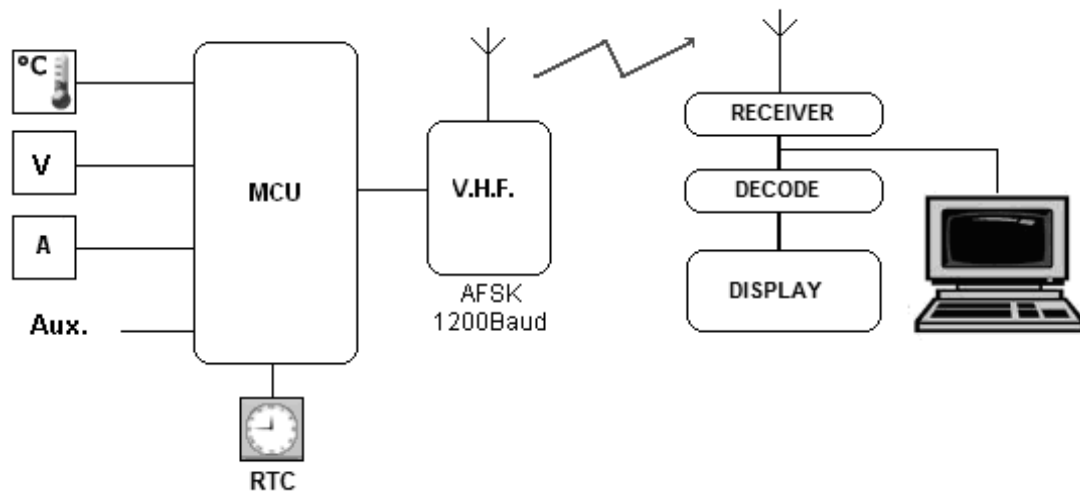 °C
V
A
Aux.
MCU
RTC
V.H.F.
AFSK
1200Baud
RECEIVER
DECODE
DISPLAY